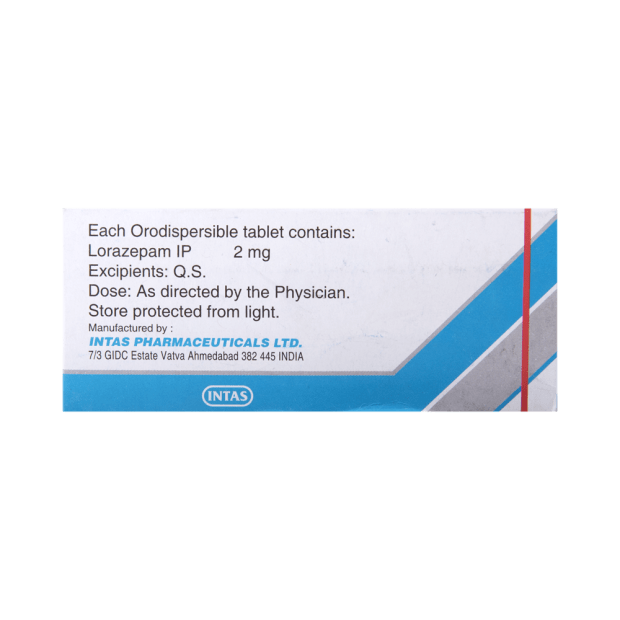 Each Orodispersible tablet contains:
Lorazepam IP 2 mg
Excipients: Q.S.
Dose: As directed by the Physician.
Store protected from light.
Manufactured by :
INTAS PHARMACEUTICALS LTD.
7/3 GIDC Estate Vatva Ahmedabad 382 445 INDIA
INTAS